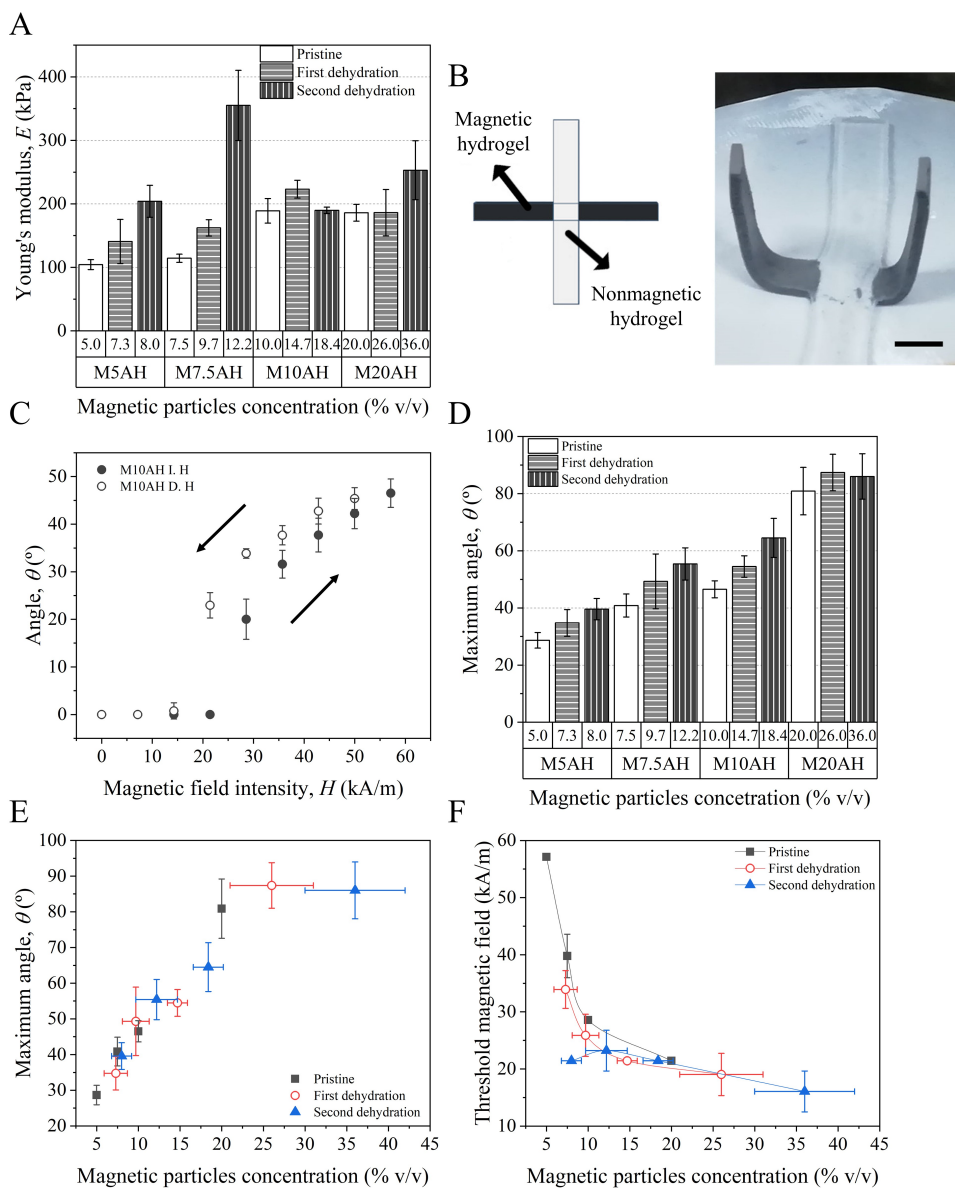 A
Pristine
First dehydration
Second dehydration
Young's modulus, E (kPa)
400
300
200
100
0
5.0 7.3 8.0 7.5 9.7 12.2 10.0 14.7 18.4 20.0 26.0 36.0
M5AH M7.5AH M10AH M20AH
Magnetic particles concentration (% v/v)
B
Magnetic
hydrogel
Nonmagnetic
hydrogel
C
M10AH I. H
M10AH D. H
Angle, θ (º)
50
40
30
20
10
0
0 10 20 30 40 50 60
Magnetic field intensity, H (kA/m)
D
Pristine
First dehydration
Second dehydration
Maximum angle, θ (º)
100
80
60
40
20
0
5.0 7.3 8.0 7.5 9.7 12.2 10.0 14.7 18.4 20.0 26.0 36.0
M5AH M7.5AH M10AH M20AH
Magnetic particles concetration (% v/v)
E
Maximum angle, θ (º)
100
90
80
70
60
50
40
30
20
Pristine
First dehydration
Second dehydration
5 10 15 20 25 30 35 40 45
Magnetic particles concentration (% v/v)
F
Threshold magnetic field (kA/m)
60
50
40
30
20
10
0
Pristine
First dehydration
Second dehydration
5 10 15 20 25 30 35 40 45
Magnetic particles concentration (% v/v)